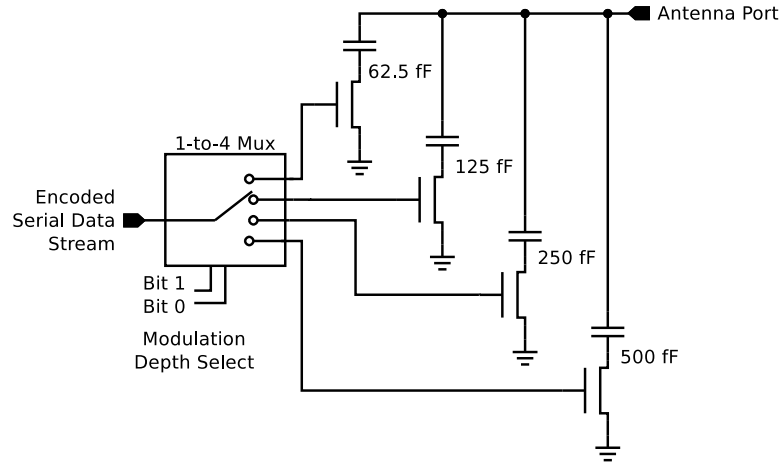 Antenna Port
62.5 fF
1-to-4 Mux
125 fF
Encoded
Serial Data
Stream
250 fF
Bit 1
Bit 0
Modulation
Depth Select
500 fF